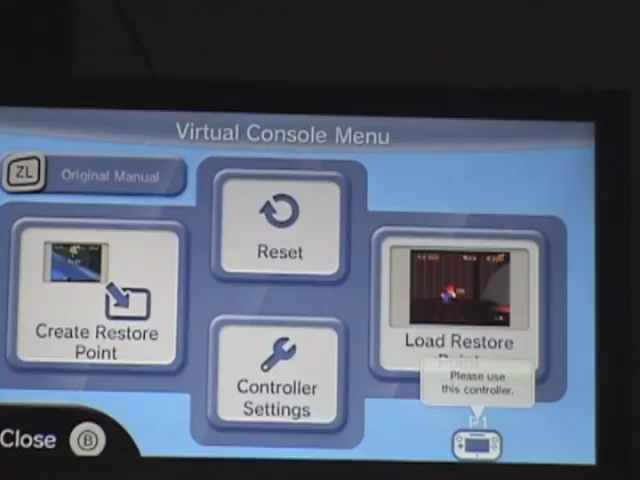 Virtual Console Menu
ZL
Original Manual
Reset
Create Restore
Point
Load Restore
Controller
Settings
Please use
this controller.
P1
Close
B